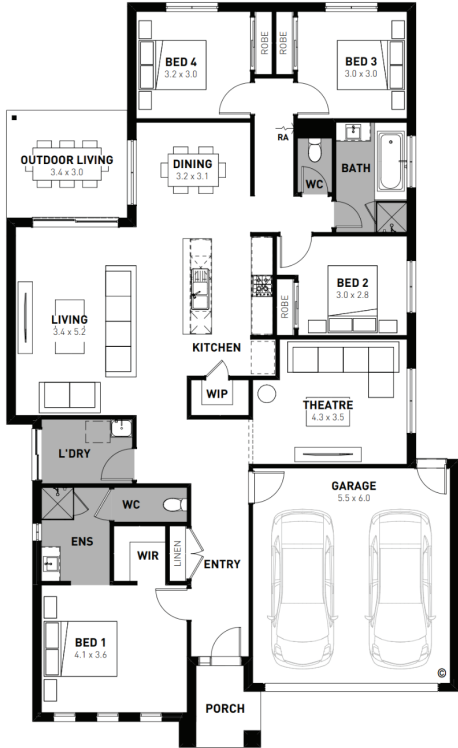 BED 4
3.2 x 3.0
ROBE
ROBE
BED 3
3.0 x 3.0
OUTDOOR LIVING
3.4 x 3.0
DINING
3.2 x 3.1
RA
WC
BATH
LIVING
3.4 x 5.2
KITCHEN
ROBE
BED 2
3.0 x 2.8
WIP
THEATRE
4.3 x 3.5
L'DRY
WC
ENS
WIR
LINEN
ENTRY
GARAGE
5.5 x 6.0
BED 1
4.1 x 3.6
PORCH
©